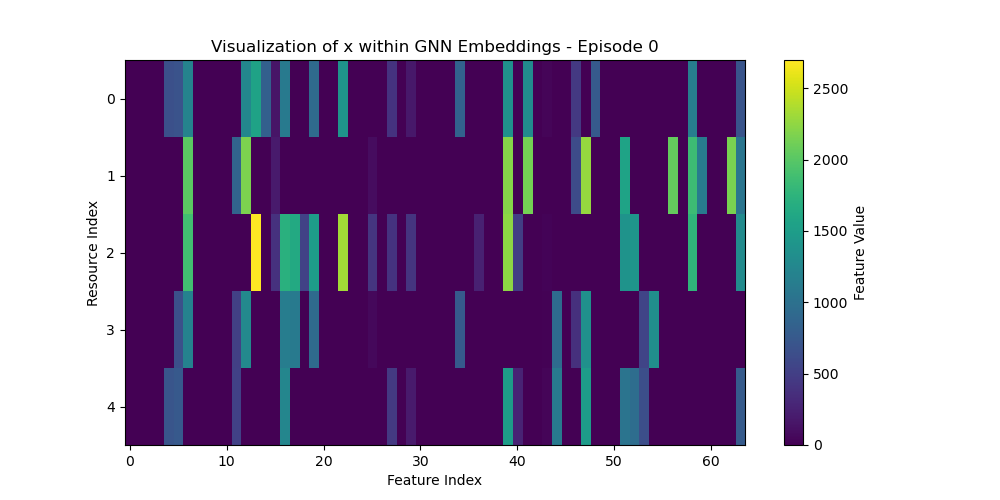 Visualization of x within GNN Embeddings - Episode 0
Resource Index
0
1
2
3
4
0 10 20 30 40 50 60
Feature Index
2500
2000
1500
1000
500
0
Feature Value